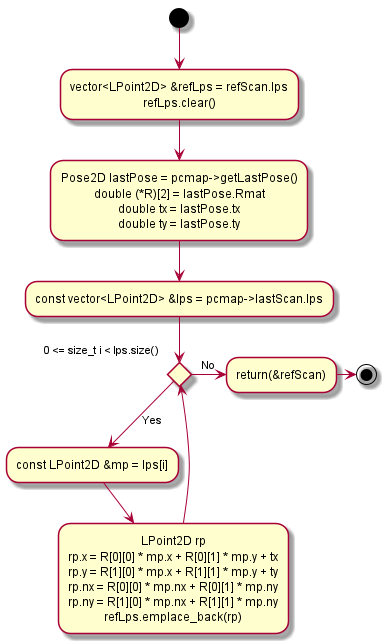 vector<LPoint2D> &refLps = refScan.lps
refLps.clear()
Pose2D lastPose = pcmap->getLastPose()
double (*R)[2] = lastPose.Rmat
double tx = lastPose.tx
double ty = lastPose.ty
const vector<LPoint2D> &lps = pcmap->lastScan.lps
0 <= size_t i < lps.size()
No
return(&refScan)
Yes
const LPoint2D &mp = lps[i]
LPoint2D rp
rp.x = R[0][0] * mp.x + R[0][1] * mp.y + tx
rp.y = R[1][0] * mp.x + R[1][1] * mp.y + ty
rp.nx = R[0][0] * mp.nx + R[0][1] * mp.ny
rp.ny = R[1][0] * mp.nx + R[1][1] * mp.ny
refLps.emplace_back(rp)